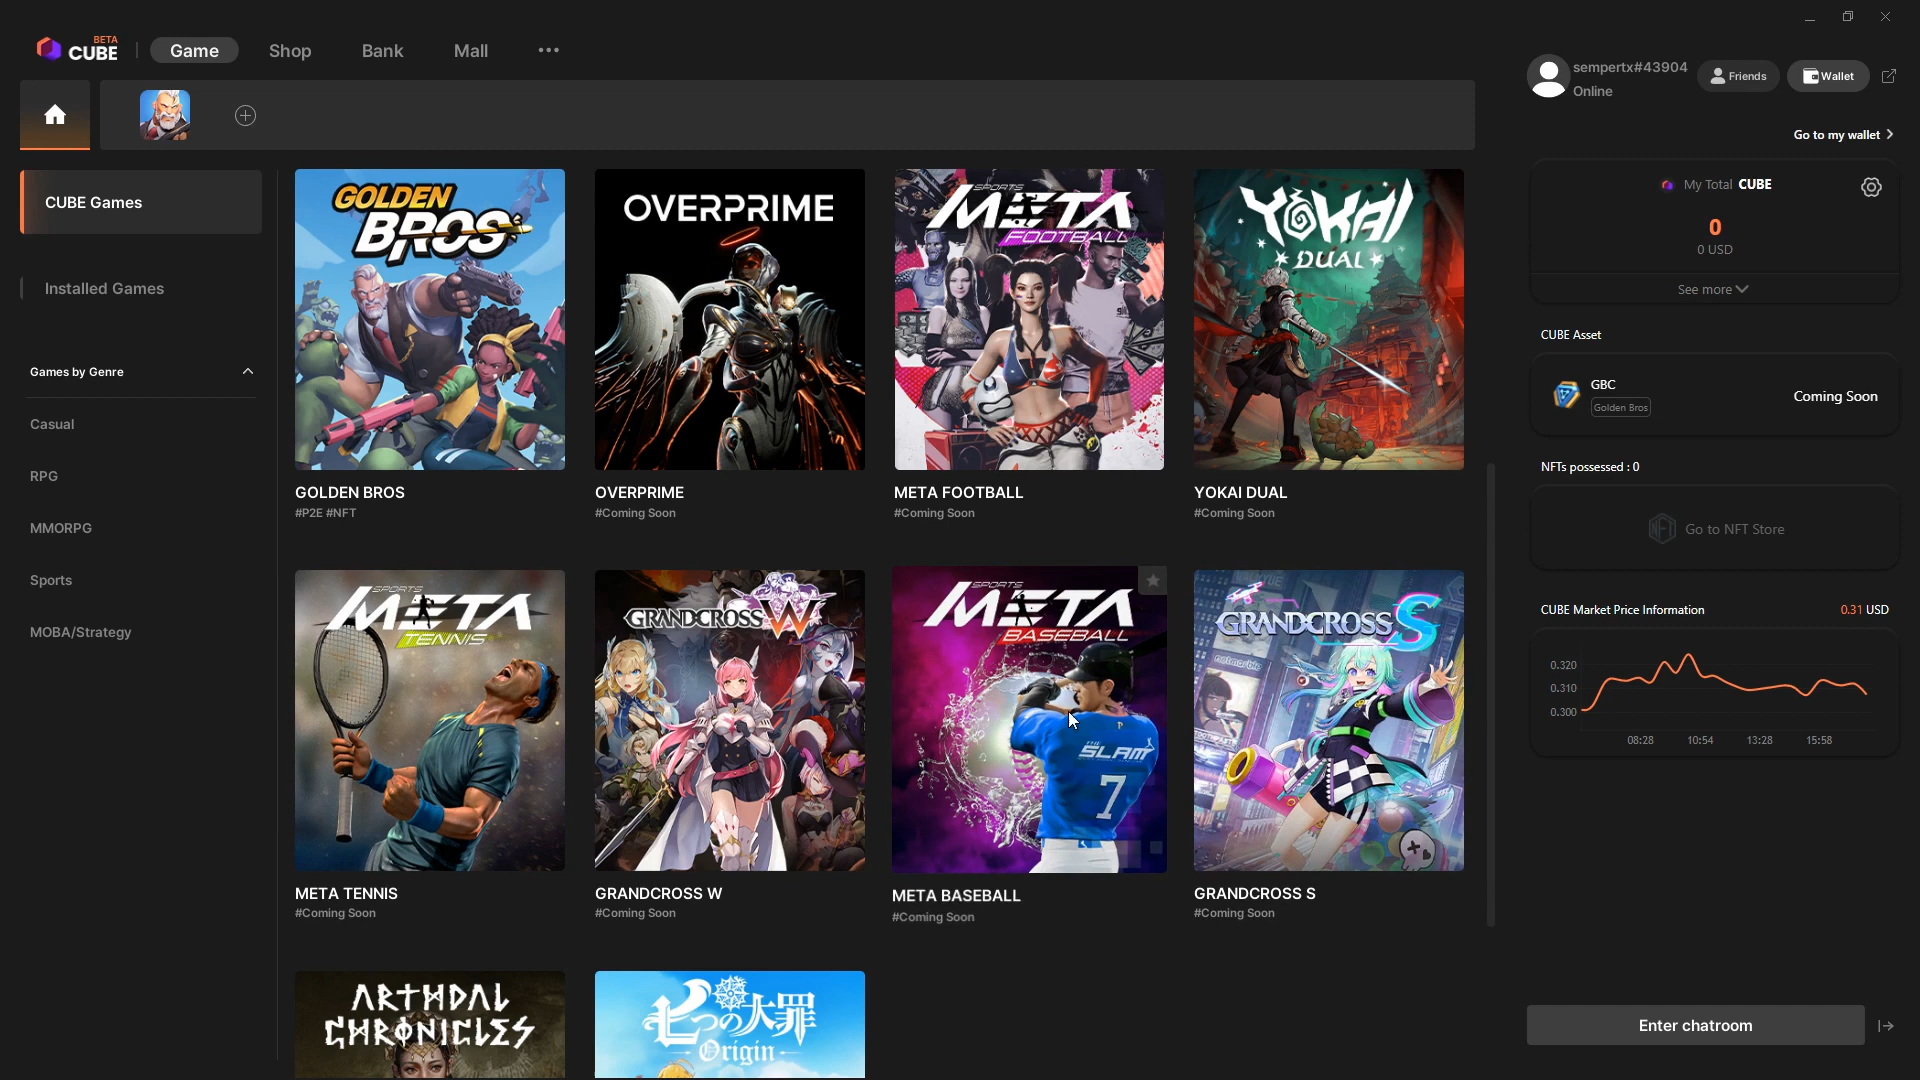 BETA
CUBE
Game
Shop
Bank
Mall
sempertx#43904
Online
Friends
Wallet
Go to my wallet
CUBE Games
Installed Games
Games by Genre
Casual
RPG
MMORPG
Sports
MOBA/Strategy
GOLDEN
BROS
GOLDEN BROS
#P2E #NFT
OVERPRIME
OVERPRIME
#Coming Soon
SPORTS
META
FOOTBALL
META FOOTBALL
#Coming Soon
YOKAI
DUAL
YOKAI DUAL
#Coming Soon
SPORTS
META
TENNIS
META TENNIS
#Coming Soon
GRANDCROSS W
GRANDCROSS W
#Coming Soon
SPORTS
META
BASEBALL
THE
SLAM
7
META BASEBALL
#Coming Soon
GRANDCROSS S
netmarble
GRANDCROSS S
#Coming Soon
ARTHDAL
CHRONICLES
七つの大罪
Origin
My Total CUBE
0
0 USD
See more
CUBE Asset
GBC
Golden Bros
Coming Soon
NFTs possessed : 0
NFT
Go to NFT Store
CUBE Market Price Information
0.31 USD
0.320
0.310
0.300
08:28
10:54
13:28
15:58
Enter chatroom